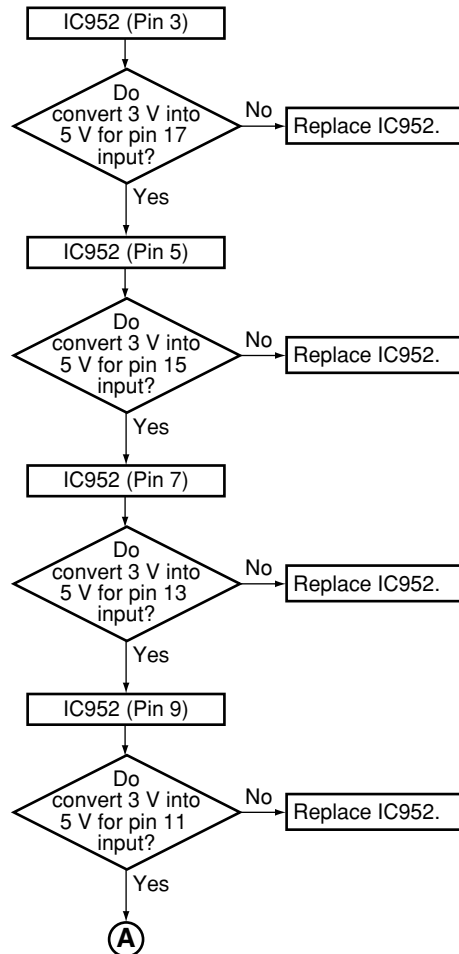 IC952 (Pin 3)
Do
convert 3 V into
5 V for pin 17
input?
No
Replace IC952.
Yes
IC952 (Pin 5)
Do
convert 3 V into
5 V for pin 15
input?
No
Replace IC952.
Yes
IC952 (Pin 7)
Do
convert 3 V into
5 V for pin 13
input?
No
Replace IC952.
Yes
IC952 (Pin 9)
Do
convert 3 V into
5 V for pin 11
input?
No
Replace IC952.
Yes
A